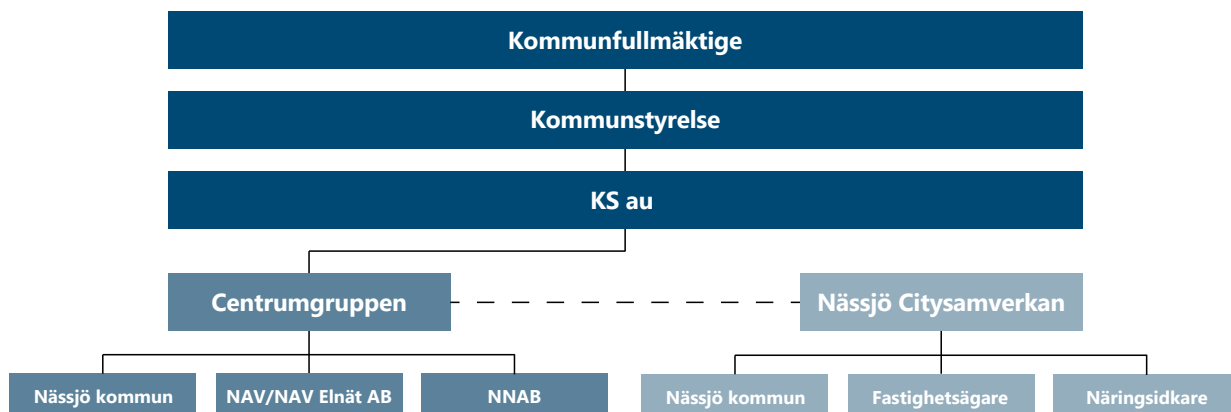 Kommunfullmäktige
Kommunstyrelse
KS au
Centrumgruppen
Nässjö Citysamverkan
Nässjö kommun
NAV/NAV Elnät AB
NNAB
Nässjö kommun
Fastighetsägare
Näringsidkare